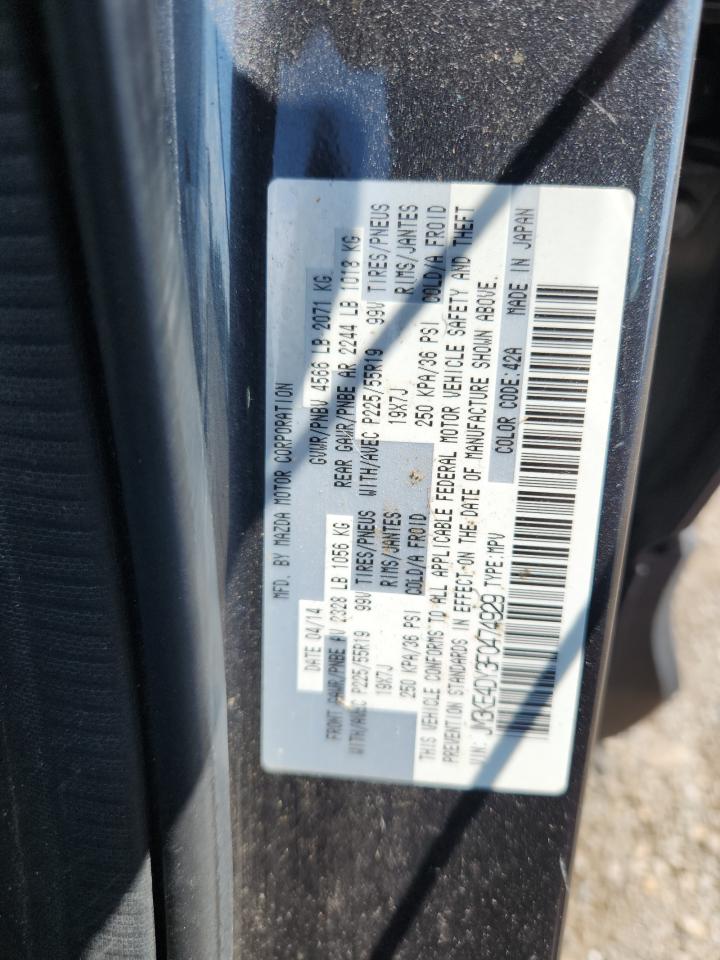 MFD. BY MAZDA MOTOR CORPORATION
DATE 04/14 GVWR/PNBV 4566 LB 2071 KG
FRONT GAWR/PNBE AV 2328 LB 1056 KG REAR GAWR/PNBE AR 2244 LB 1018 KG
WITH/AVEC P225/55R19 99V TIRES/PNEUS WITH/AVEC P225/55R19 99V TIRES/PNEUS
19X7J RIMS/JANTES 19X7J RIMS/JANTES
250 KPA/36 PSI COLD/A FROID 250 KPA/36 PSI COLD/A FROID
THIS VEHICLE CONFORMS TO ALL APPLICABLE FEDERAL MOTOR VEHICLE SAFETY AND THEFT
PREVENTION STANDARDS IN EFFECT ON THE DATE OF MANUFACTURE SHOWN ABOVE.
VIN: JM3KE4DY3F0474929 TYPE:MPV COLOR CODE:42A MADE IN JAPAN